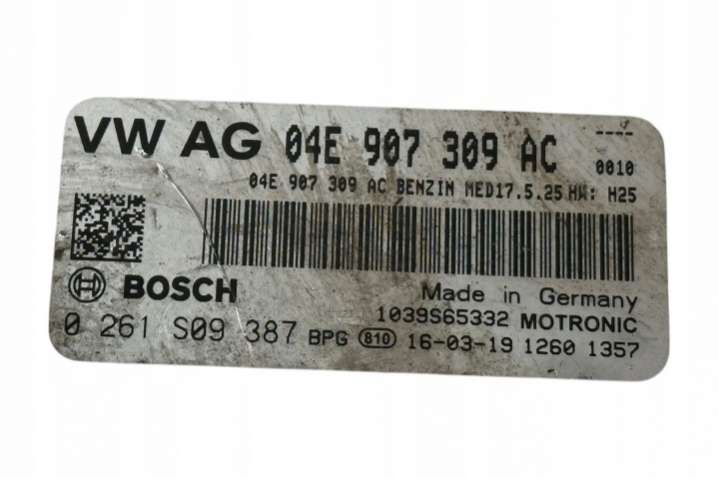 VW AG 04E 907 309 AC ----
0010
04E 907 309 AC BENZIN MED17.5.25 HW: H25
BOSCH
Made in Germany
1039S65332 MOTRONIC
0 261 S09 387 BPG 810 16-03-19 1260 1357